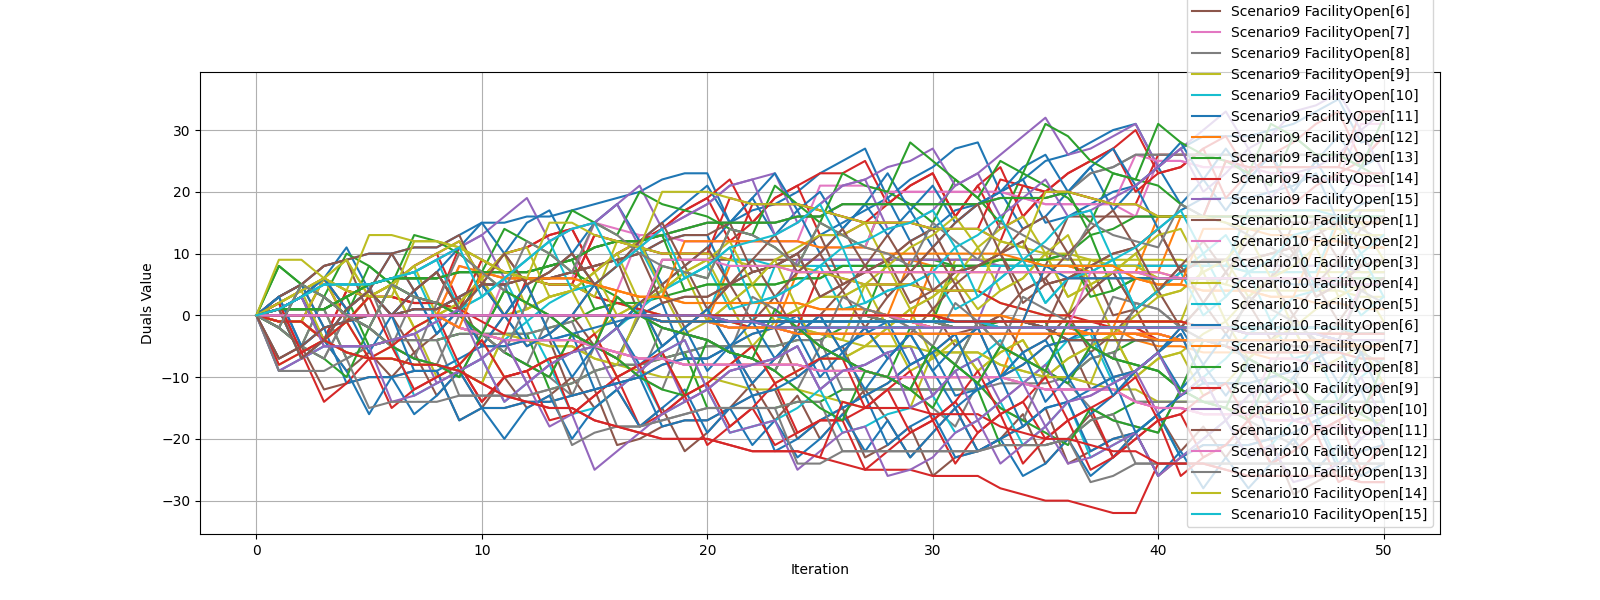 Scenario9 FacilityOpen[6]
Scenario9 FacilityOpen[7]
Scenario9 FacilityOpen[8]
Scenario9 FacilityOpen[9]
Scenario9 FacilityOpen[10]
Scenario9 FacilityOpen[11]
Scenario9 FacilityOpen[12]
Scenario9 FacilityOpen[13]
Scenario9 FacilityOpen[14]
Scenario9 FacilityOpen[15]
Scenario10 FacilityOpen[1]
Scenario10 FacilityOpen[2]
Scenario10 FacilityOpen[3]
Scenario10 FacilityOpen[4]
Scenario10 FacilityOpen[5]
Scenario10 FacilityOpen[6]
Scenario10 FacilityOpen[7]
Scenario10 FacilityOpen[8]
Scenario10 FacilityOpen[9]
Scenario10 FacilityOpen[10]
Scenario10 FacilityOpen[11]
Scenario10 FacilityOpen[12]
Scenario10 FacilityOpen[13]
Scenario10 FacilityOpen[14]
Scenario10 FacilityOpen[15]
Duals Value
30
20
10
0
−10
−20
−30
0
10
20
30
40
50
Iteration